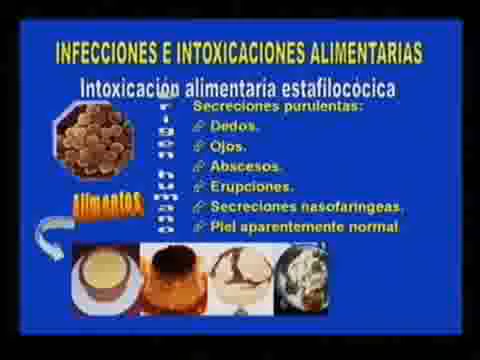 INFECCIONES E INTOXICACIONES ALIMENTARIAS
Intoxicación alimentaria estafilocócica
Origen humano
Secreciones purulentas:
Dedos.
Ojos.
Abscesos.
Erupciones.
Secreciones nasofaringeas.
Piel aparentemente normal
Alimentos